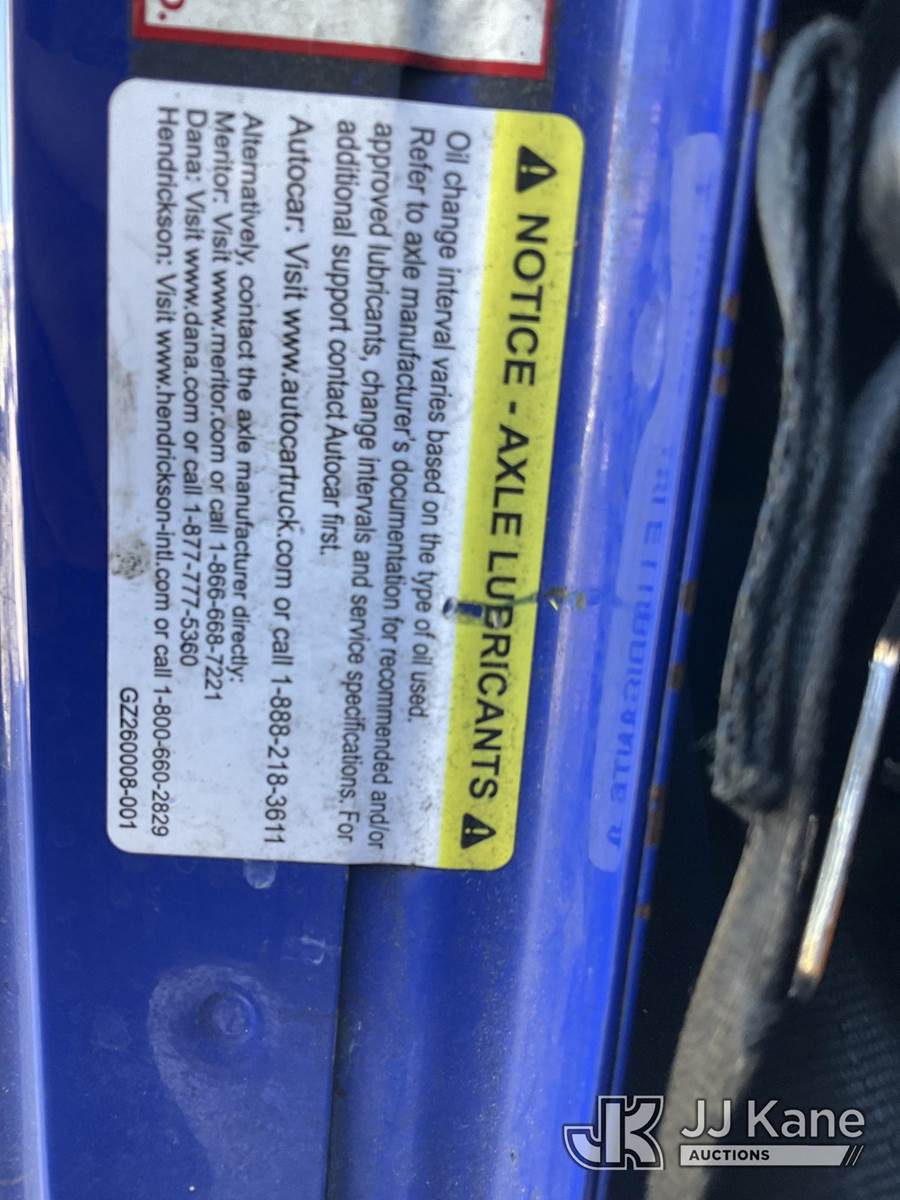 ⚠ NOTICE - AXLE LUBRICANTS ⚠
Oil change interval varies based on the type of oil used.
Refer to axle manufacturer's documentation for recommended and/or
approved lubricants, change intervals and service specifications. For
additional support contact Autocar first.
Autocar: Visit www.autocartruck.com or call 1-888-218-3611
Alternatively, contact the axle manufacturer directly:
Meritor: Visit www.meritor.com or call 1-866-668-7221
Dana: Visit www.dana.com or call 1-877-777-5360
Hendrickson: Visit www.hendrickson-intl.com or call 1-800-660-2829
GZ260008-001
JK JJ Kane
AUCTIONS